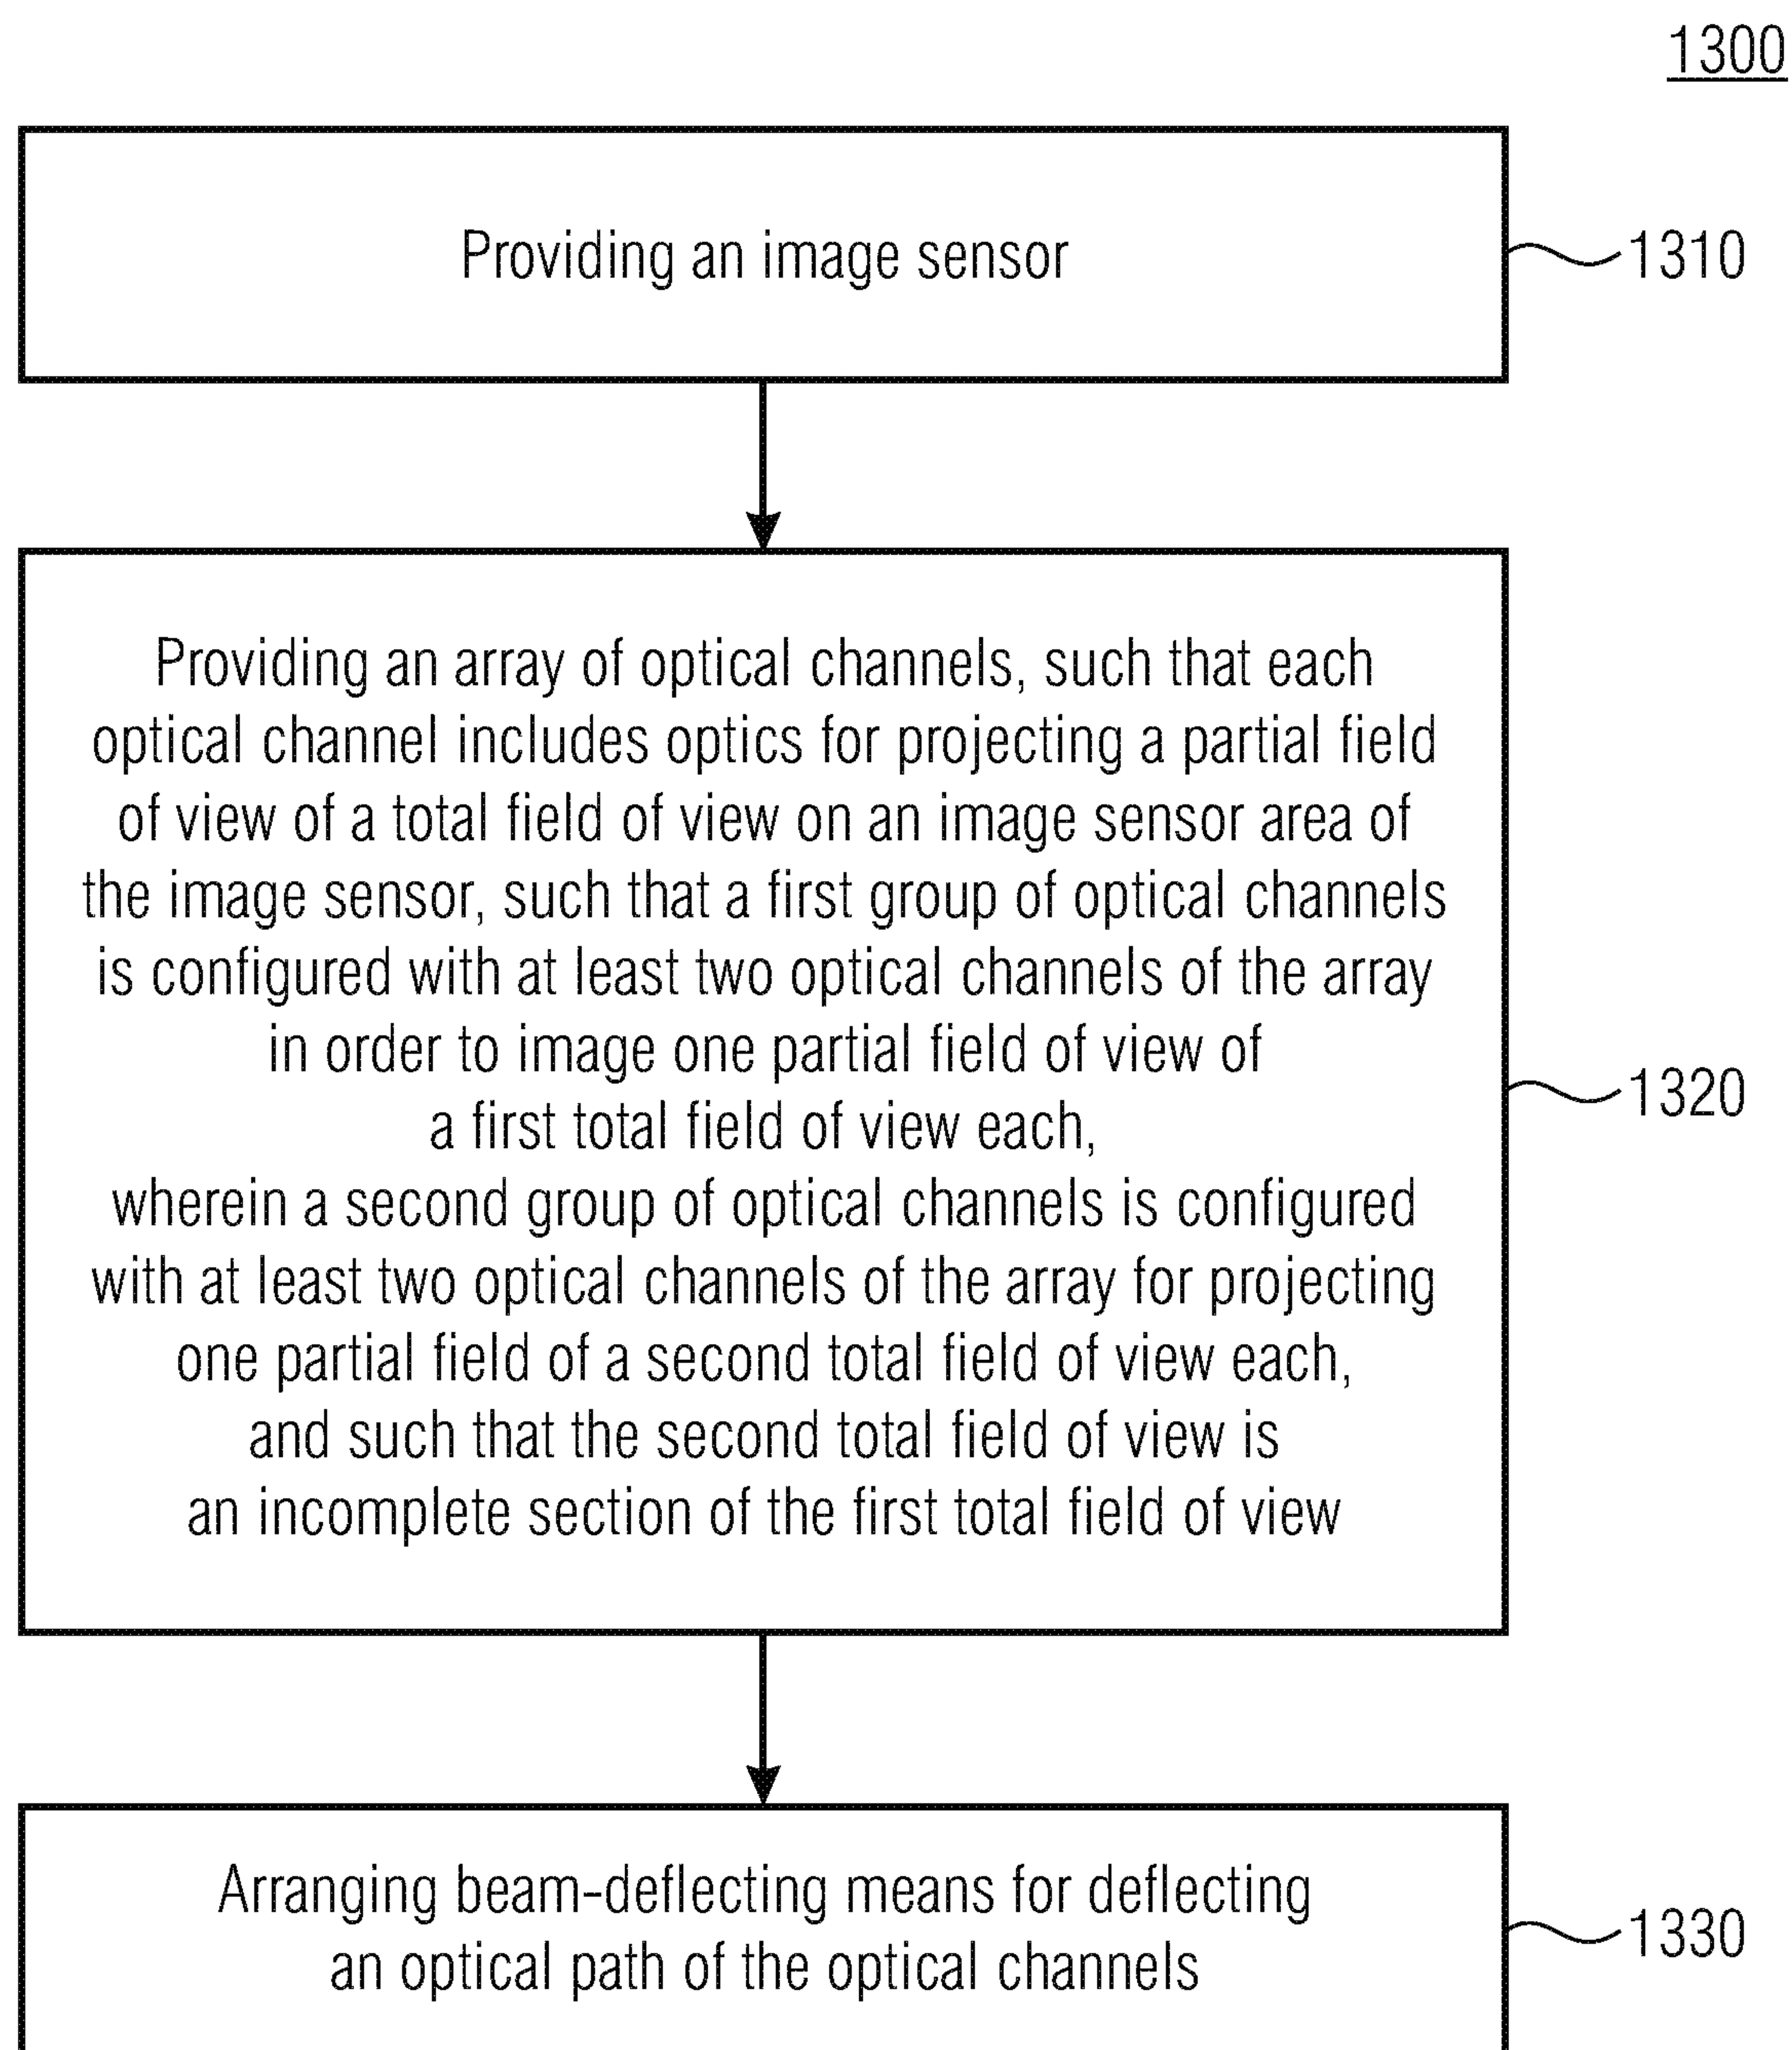 1300
Providing an image sensor
1310
Providing an array of optical channels, such that each
optical channel includes optics for projecting a partial field
of view of a total field of view on an image sensor area of
the image sensor, such that a first group of optical channels
is configured with at least two optical channels of the array
in order to image one partial field of view of
a first total field of view each,
wherein a second group of optical channels is configured
with at least two optical channels of the array for projecting
one partial field of a second total field of view each,
and such that the second total field of view is
an incomplete section of the first total field of view
1320
Arranging beam-deflecting means for deflecting
an optical path of the optical channels
1330